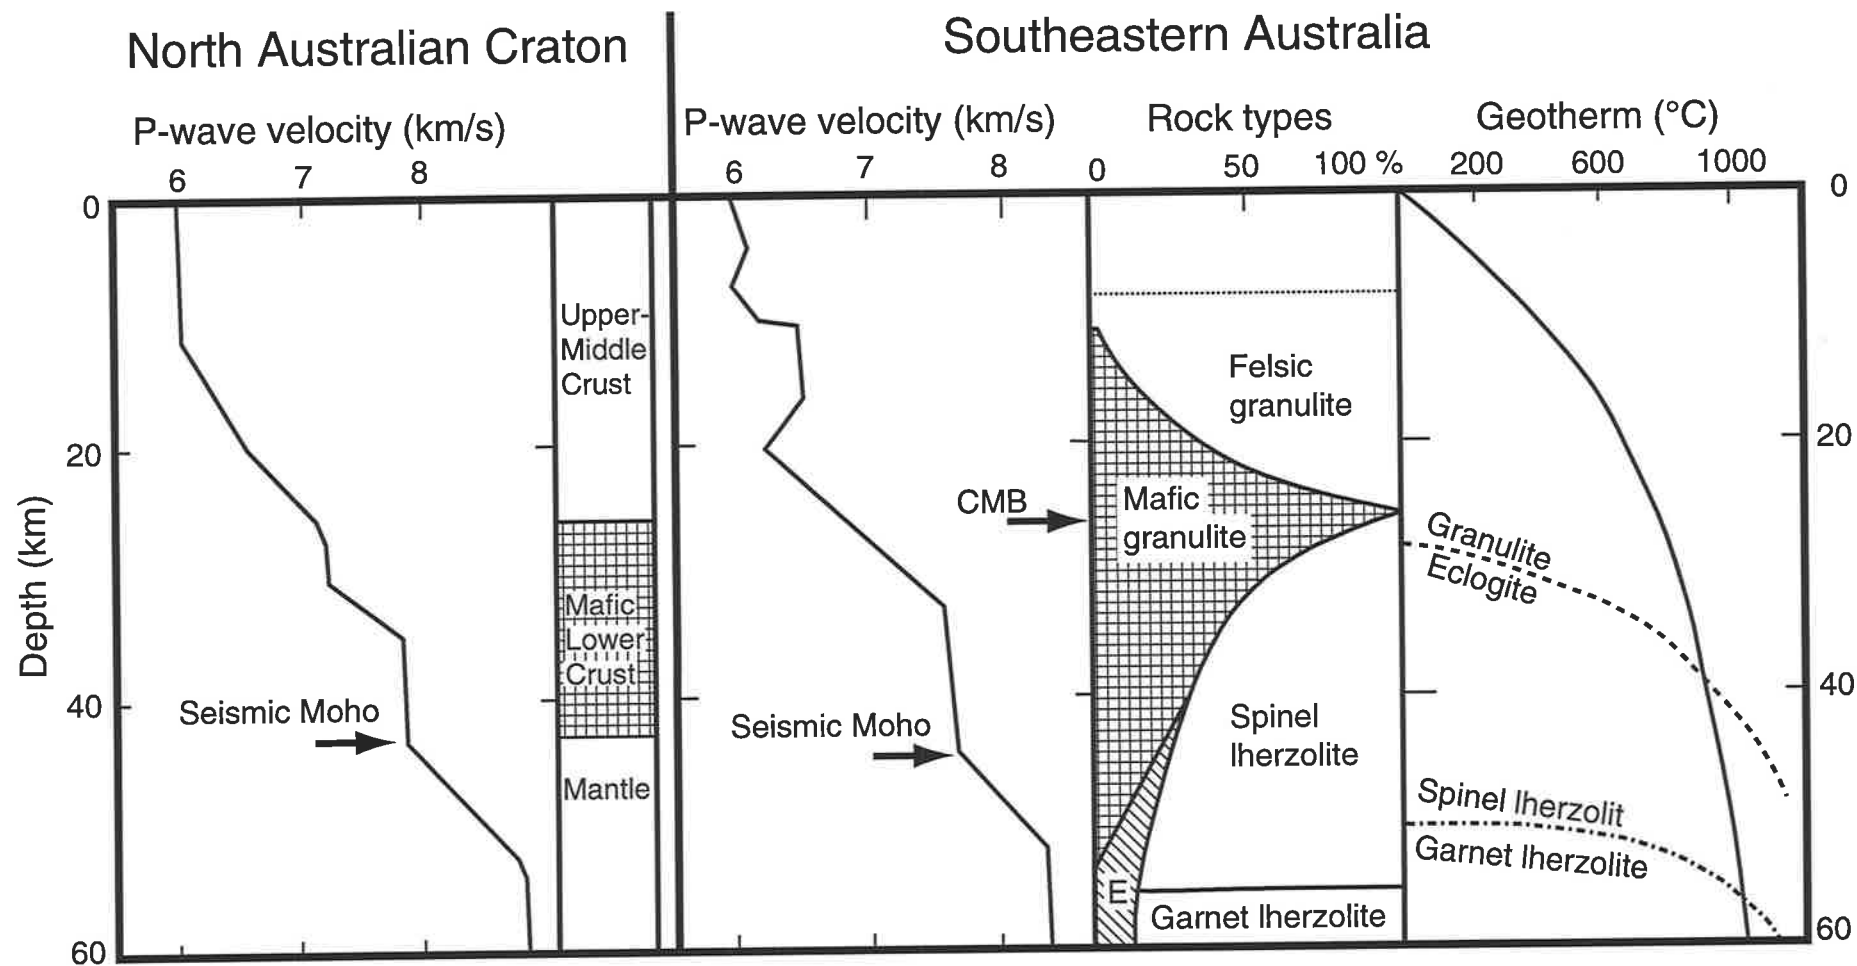 North Australian Craton
Southeastern Australia
P-wave velocity (km/s)
P-wave velocity (km/s)
Rock types
Geotherm (°C)
6 7 8
6 7 8
0 50 100 %
200 600 1000
0
0
Upper-
Middle
Crust
Felsic
granulite
20
20
CMB
Mafic
granulite
Granulite
Eclogite
Depth (km)
Mafic
Lower
Crust
40
40
Seismic Moho
Seismic Moho
Spinel
lherzolite
Mantle
Spinel lherzolit
Garnet lherzolite
E
Garnet lherzolite
60
60